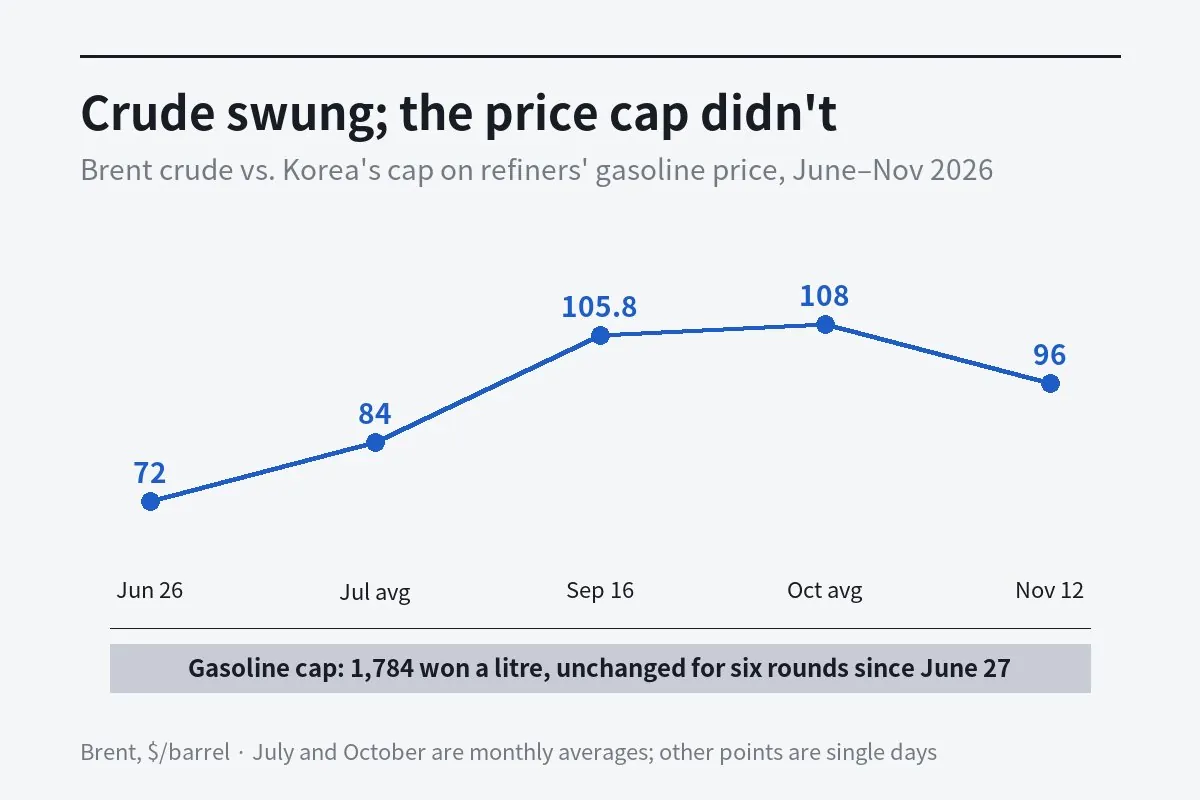 Crude swung; the price cap didn't
Brent crude vs. Korea's cap on refiners' gasoline price, June–Nov 2026
72
84
105.8
108
96
Jun 26
Jul avg
Sep 16
Oct avg
Nov 12
Gasoline cap: 1,784 won a litre, unchanged for six rounds since June 27
Brent, $/barrel · July and October are monthly averages; other points are single days